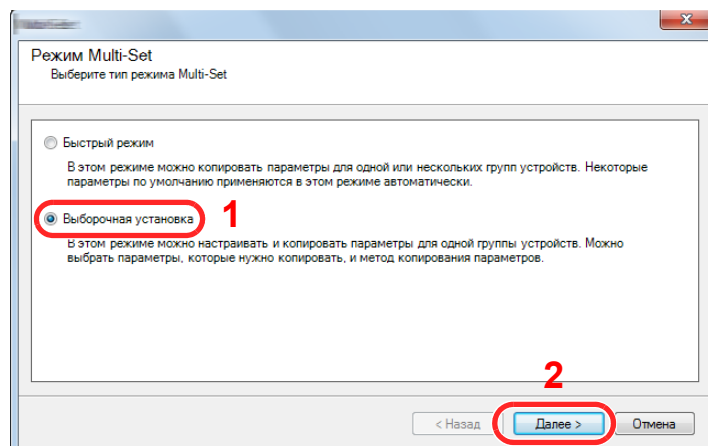 Режим Multi-Set
Выберите тип режима Multi-Set
Быстрый режим
В этом режиме можно копировать параметры для одной или нескольких групп устройств. Некоторые
параметры по умолчанию применяются в этом режиме автоматически.
Выборочная установка
1
В этом режиме можно настраивать и копировать параметры для одной группы устройств. Можно
выбрать параметры, которые нужно копировать, и метод копирования параметров.
2
< Назад
Далее >
Отмена